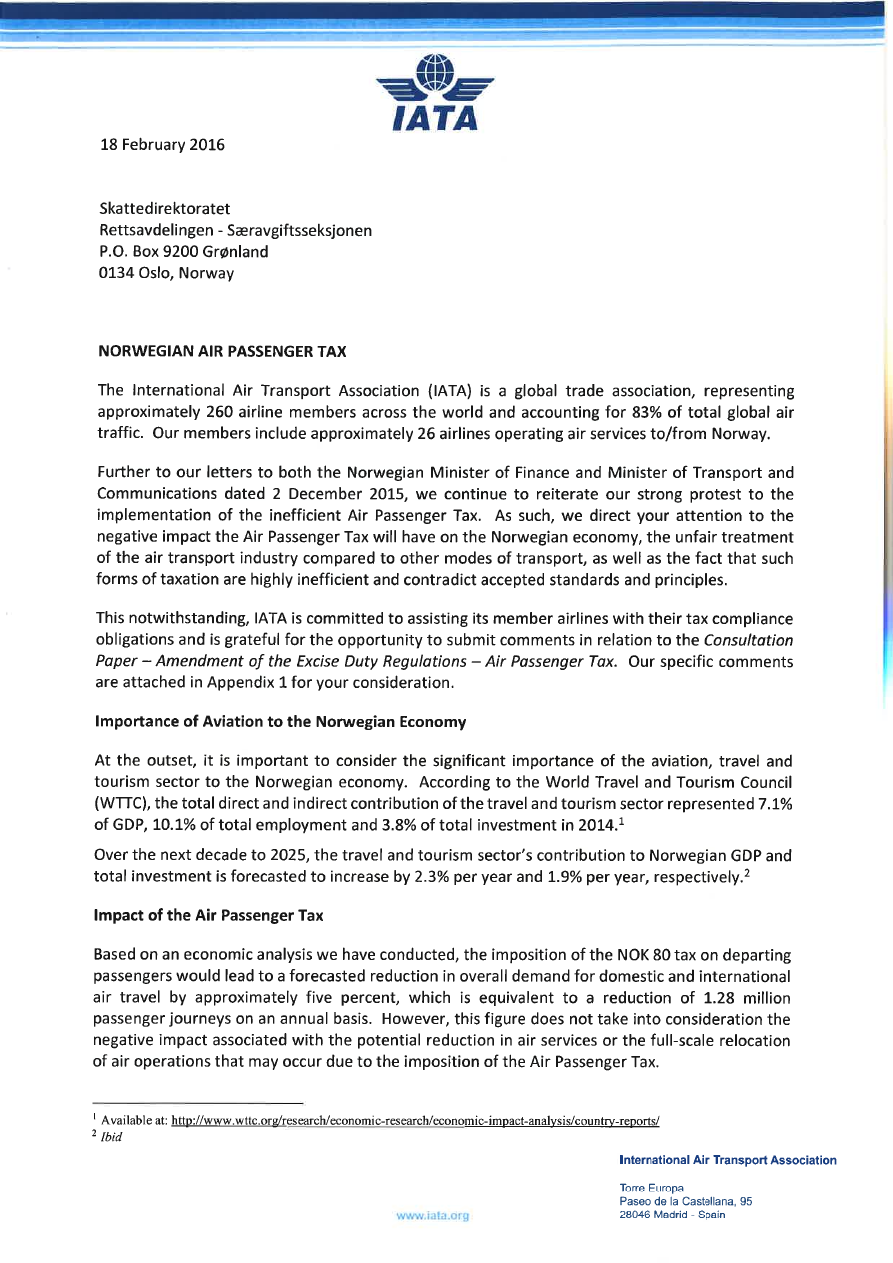 IATA
18 February 2016
Skattedirektoratet
Rettsavdelingen - Særavgiftsseksjonen
P.O. Box 9200 Grønland
0134 Oslo, Norway
NORWEGIAN AIR PASSENGER TAX
The International Air Transport Association (IATA) is a global trade association, representing
approximately 260 airline members across the world and accounting for 83% of total global air
traffic. Our members include approximately 26 airlines operating air services to/from Norway.
Further to our letters to both the Norwegian Minister of Finance and Minister of Transport and
Communications dated 2 December 2015, we continue to reiterate our strong protest to the
implementation of the inefficient Air Passenger Tax. As such, we direct your attention to the
negative impact the Air Passenger Tax will have on the Norwegian economy, the unfair treatment
of the air transport industry compared to other modes of transport, as well as the fact that such
forms of taxation are highly inefficient and contradict accepted standards and principles.
This notwithstanding, IATA is committed to assisting its member airlines with their tax compliance
obligations and is grateful for the opportunity to submit comments in relation to the Consultation
Paper – Amendment of the Excise Duty Regulations – Air Passenger Tax. Our specific comments
are attached in Appendix 1 for your consideration.
Importance of Aviation to the Norwegian Economy
At the outset, it is important to consider the significant importance of the aviation, travel and
tourism sector to the Norwegian economy. According to the World Travel and Tourism Council
(WTTC), the total direct and indirect contribution of the travel and tourism sector represented 7.1%
of GDP, 10.1% of total employment and 3.8% of total investment in 2014.1
Over the next decade to 2025, the travel and tourism sector's contribution to Norwegian GDP and
total investment is forecasted to increase by 2.3% per year and 1.9% per year, respectively.2
Impact of the Air Passenger Tax
Based on an economic analysis we have conducted, the imposition of the NOK 80 tax on departing
passengers would lead to a forecasted reduction in overall demand for domestic and international
air travel by approximately five percent, which is equivalent to a reduction of 1.28 million
passenger journeys on an annual basis. However, this figure does not take into consideration the
negative impact associated with the potential reduction in air services or the full-scale relocation
of air operations that may occur due to the imposition of the Air Passenger Tax.
1 Available at: http://www.wttc.org/research/economic-research/economic-impact-analysis/country-reports/
2 Ibid
International Air Transport Association
Torre Europa
Paseo de la Castellana, 95
28046 Madrid - Spain
www.iata.org